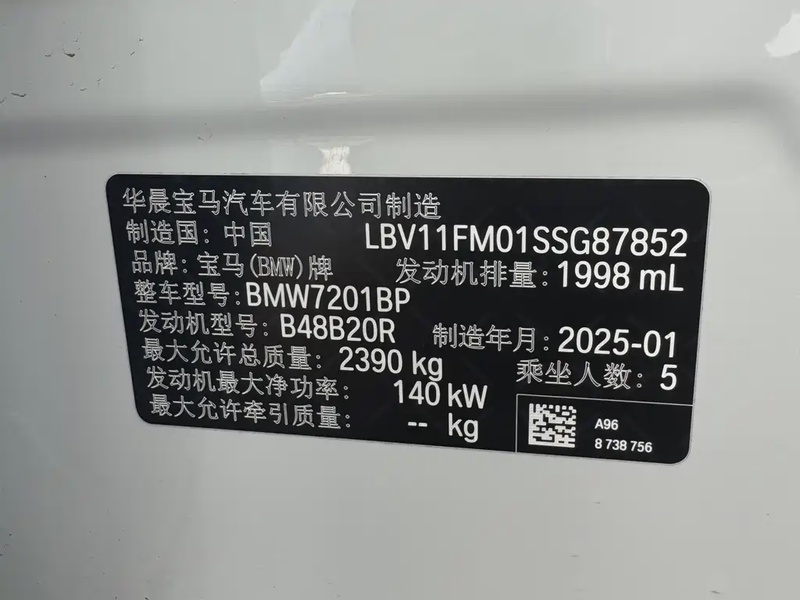 华晨宝马汽车有限公司制造
制造国: 中国 LBV11FM01SSG87852
品牌: 宝马(BMW)牌 发动机排量: 1998 mL
整车型号: BMW7201BP
发动机型号: B48B20R 制造年月: 2025-01
最大允许总质量: 2390 kg 乘坐人数: 5
发动机最大净功率: 140 kW
最大允许牵引质量: -- kg
A96
8 738 756